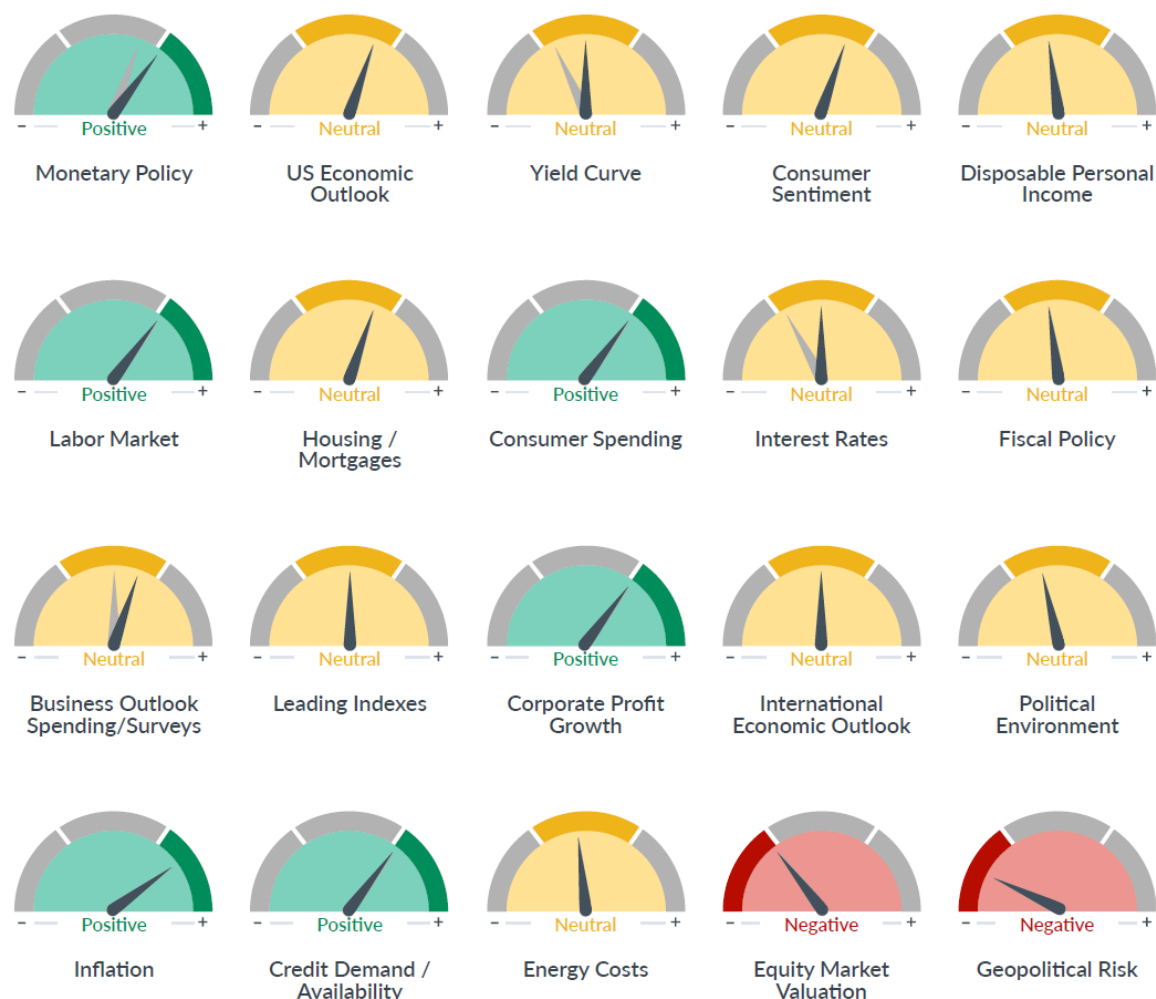 - Positive +
- Neutral +
- Neutral +
- Neutral +
- Neutral +
Monetary Policy
US Economic
Outlook
Yield Curve
Consumer
Sentiment
Disposable Personal
Income
- Positive +
- Neutral +
- Positive +
- Neutral +
- Neutral +
Labor Market
Housing /
Mortgages
Consumer Spending
Interest Rates
Fiscal Policy
- Neutral +
- Neutral +
- Positive +
- Neutral +
- Neutral +
Business Outlook
Spending/Surveys
Leading Indexes
Corporate Profit
Growth
International
Economic Outlook
Political
Environment
- Positive +
- Positive +
- Neutral +
- Negative +
- Negative +
Inflation
Credit Demand /
Availability
Energy Costs
Equity Market
Valuation
Geopolitical Risk